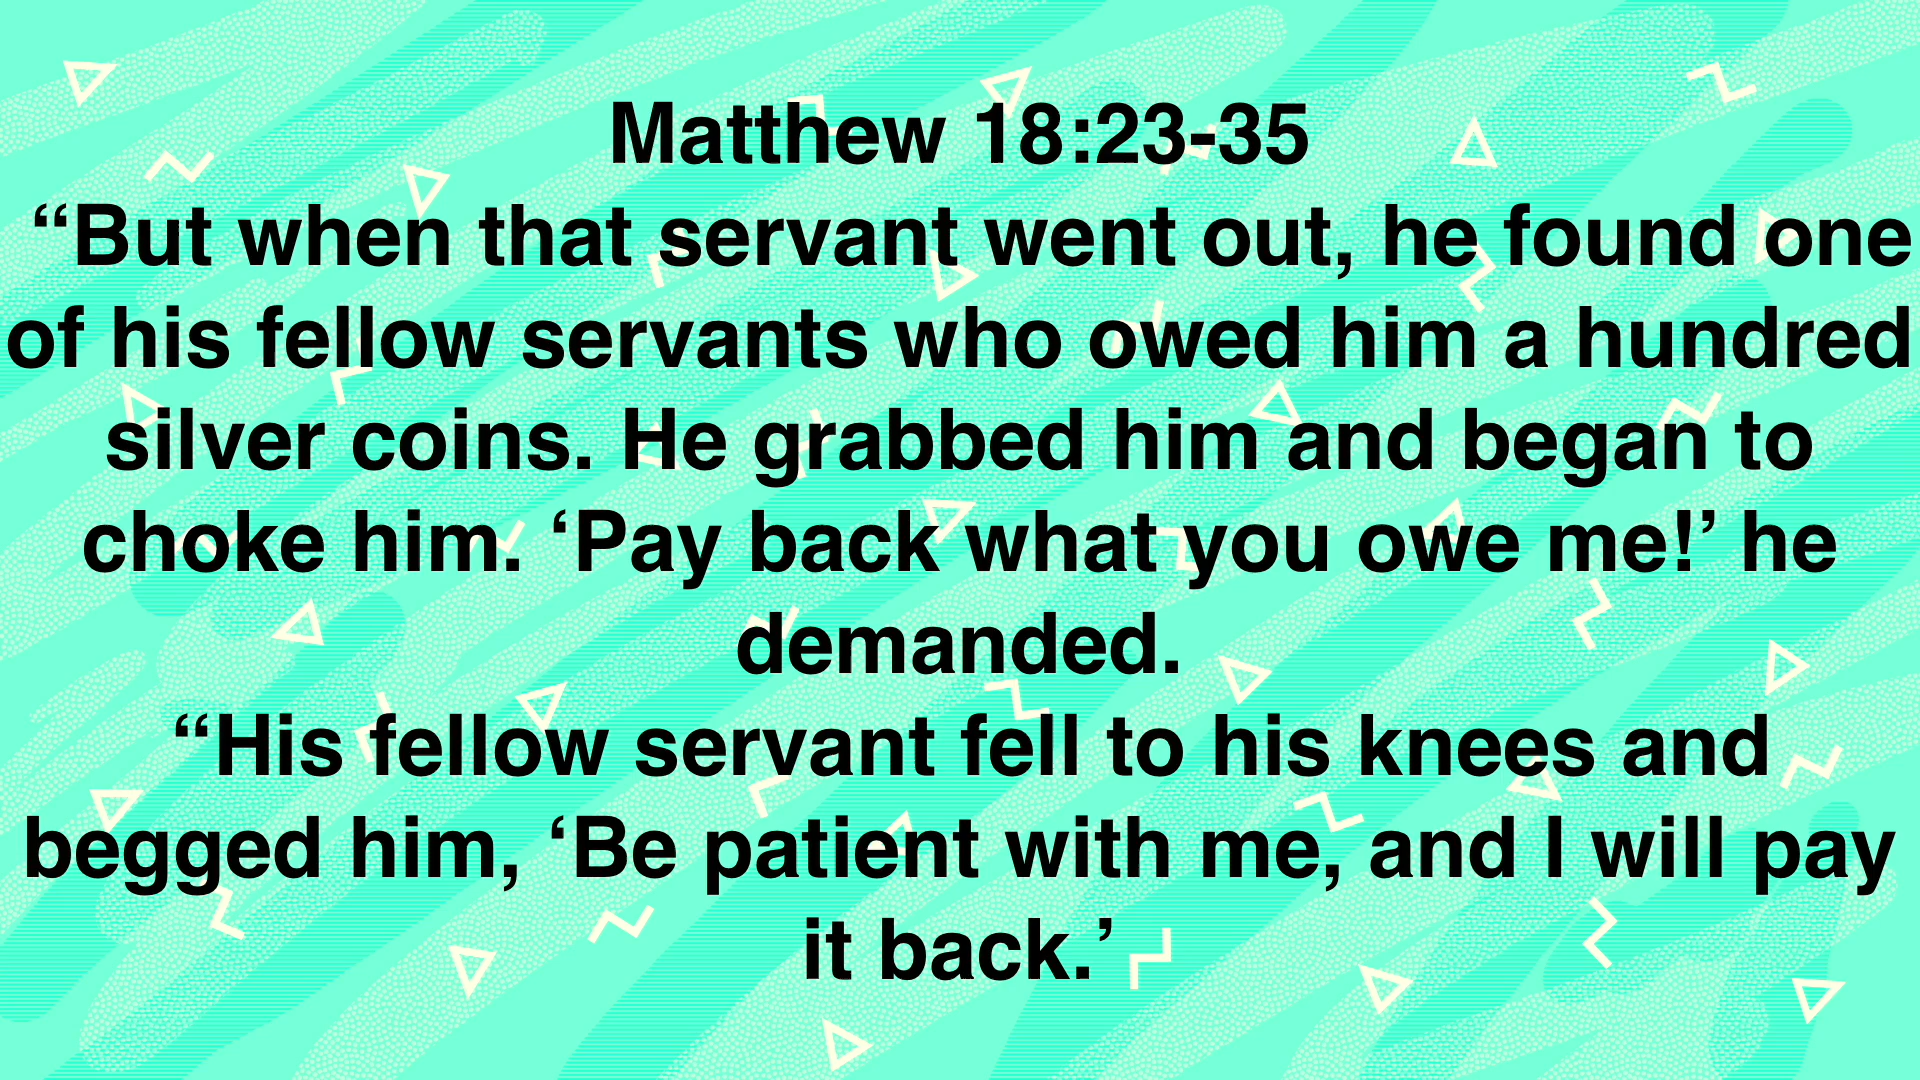 Matthew 18:23-35
“But when that servant went out, he found one
of his fellow servants who owed him a hundred
silver coins. He grabbed him and began to
choke him. ‘Pay back what you owe me!’ he
demanded.
“His fellow servant fell to his knees and
begged him, ‘Be patient with me, and I will pay
it back.’